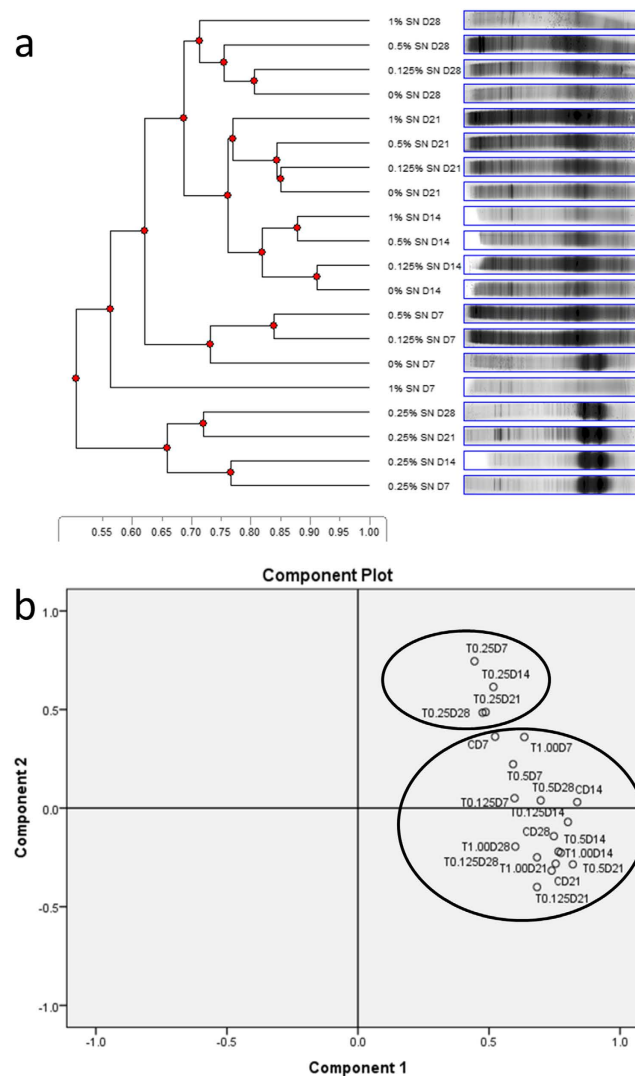 a
1% SN D28
0.5% SN D28
0.125% SN D28
0% SN D28
1% SN D21
0.5% SN D21
0.125% SN D21
0% SN D21
1% SN D14
0.5% SN D14
0.125% SN D14
0% SN D14
0.5% SN D7
0.125% SN D7
0% SN D7
1% SN D7
0.25% SN D28
0.25% SN D21
0.25% SN D14
0.25% SN D7
0.55 0.60 0.65 0.70 0.75 0.80 0.85 0.90 0.95 1.00
b
Component Plot
1.0
T0.25D7
T0.25D14
T0.25D21
0.5
T0.25D28
CD7
T1.00D7
T0.5D7
T0.5D28
CD14
T0.125D7
0.0
T0.125D14
CD28
T0.5D14
T1.00D28
T1.00D14
T0.125D28
T1.00D21
T0.5D21
CD21
T0.125D21
-0.5
-1.0
Component 2
-1.0 -0.5 0.0 0.5 1.0
Component 1